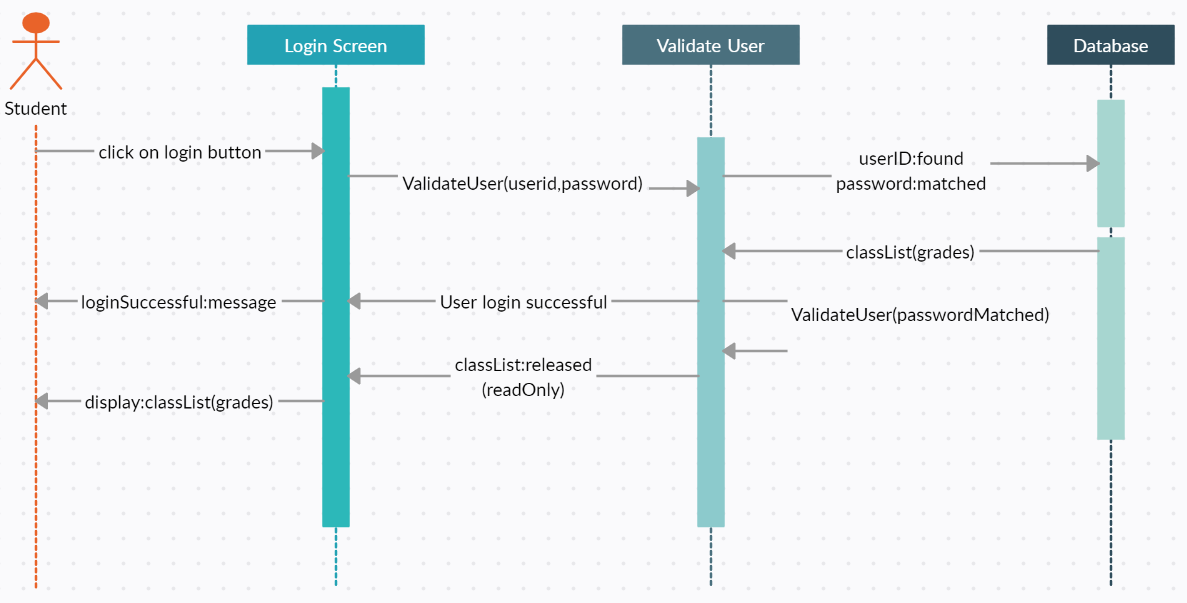 Login Screen
Validate User
Database
Student
click on login button
ValidateUser(userid,password)
userID:found
password:matched
classList(grades)
loginSuccessful:message
User login successful
ValidateUser(passwordMatched)
classList:released
(readOnly)
display:classList(grades)